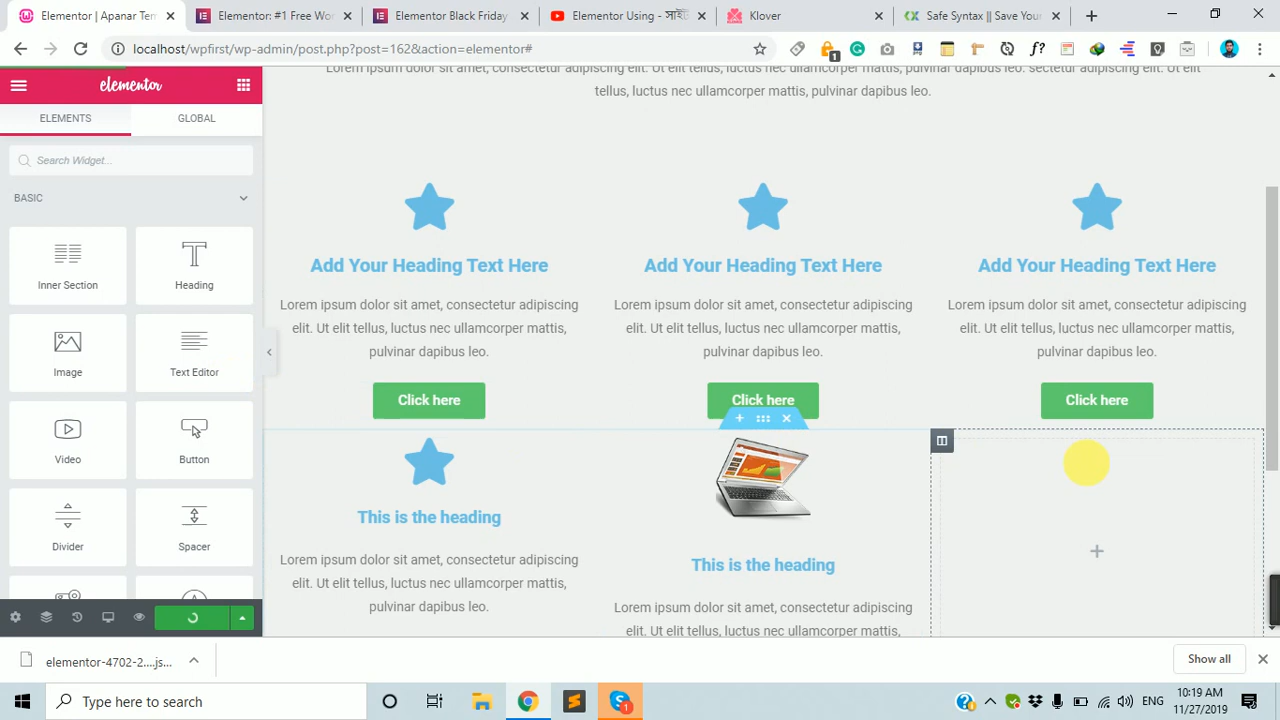 Elementor | Apanar Ten
Elementor: #1 Free Wor
Elementor Black Friday
Elementor Using -
Klover
Safe Syntax || Save Your
localhost/wpfirst/wp-admin/post.php?post=162&action=elementor#
1
f?
elementor
ELEMENTS
GLOBAL
Search Widget...
BASIC
Inner Section
Heading
Image
Text Editor
Video
Button
Divider
Spacer
Lorem ipsum dolor sit amet, consectetur adipiscing elit. Ut elit tellus, luctus nec ullamcorper mattis, pulvinar dapibus leo. sectetur adipiscing elit. Ut elit
tellus, luctus nec ullamcorper mattis, pulvinar dapibus leo.
Add Your Heading Text Here
Lorem ipsum dolor sit amet, consectetur adipiscing
elit. Ut elit tellus, luctus nec ullamcorper mattis,
pulvinar dapibus leo.
Click here
Add Your Heading Text Here
Lorem ipsum dolor sit amet, consectetur adipiscing
elit. Ut elit tellus, luctus nec ullamcorper mattis,
pulvinar dapibus leo.
Click here
Add Your Heading Text Here
Lorem ipsum dolor sit amet, consectetur adipiscing
elit. Ut elit tellus, luctus nec ullamcorper mattis,
pulvinar dapibus leo.
Click here
This is the heading
Lorem ipsum dolor sit amet, consectetur adipiscing
elit. Ut elit tellus, luctus nec ullamcorper mattis,
pulvinar dapibus leo.
This is the heading
Lorem ipsum dolor sit amet, consectetur adipiscing
elit. Ut elit tellus, luctus nec ullamcorper mattis,
elementor-4702-2....js...
Show all
Type here to search
1
10:19 AM
11/27/2019